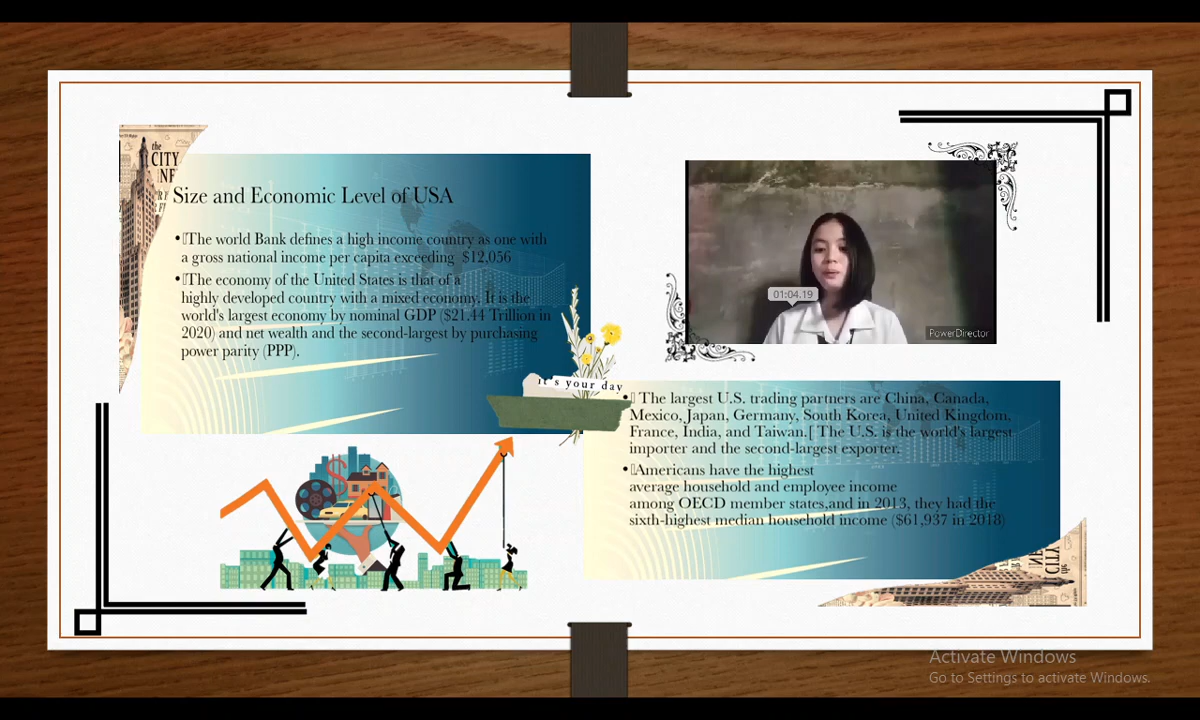 the
CITY
Size and Economic Level of USA
• The world Bank defines a high income country as one with
a gross national income per capita exceeding $12,056
• The economy of the United States is that of a
highly developed country with a mixed economy, It is the
world's largest economy by nominal GDP ($21.44 Trillion in
2020) and net wealth and the second-largest by purchasing
power parity (PPP).
01:04.19
PowerDirector
it's your day
• The largest U.S. trading partners are China, Canada,
Mexico, Japan, Germany, South Korea, United Kingdom,
France, India, and Taiwan.[ The U.S. is the world's largest
importer and the second-largest exporter.
• Americans have the highest
average household and employee income
among OECD member states,and in 2013, they had the
sixth-highest median household income ($61,937 in 2018)
$
the
CITY
Activate Windows
Go to Settings to activate Windows.